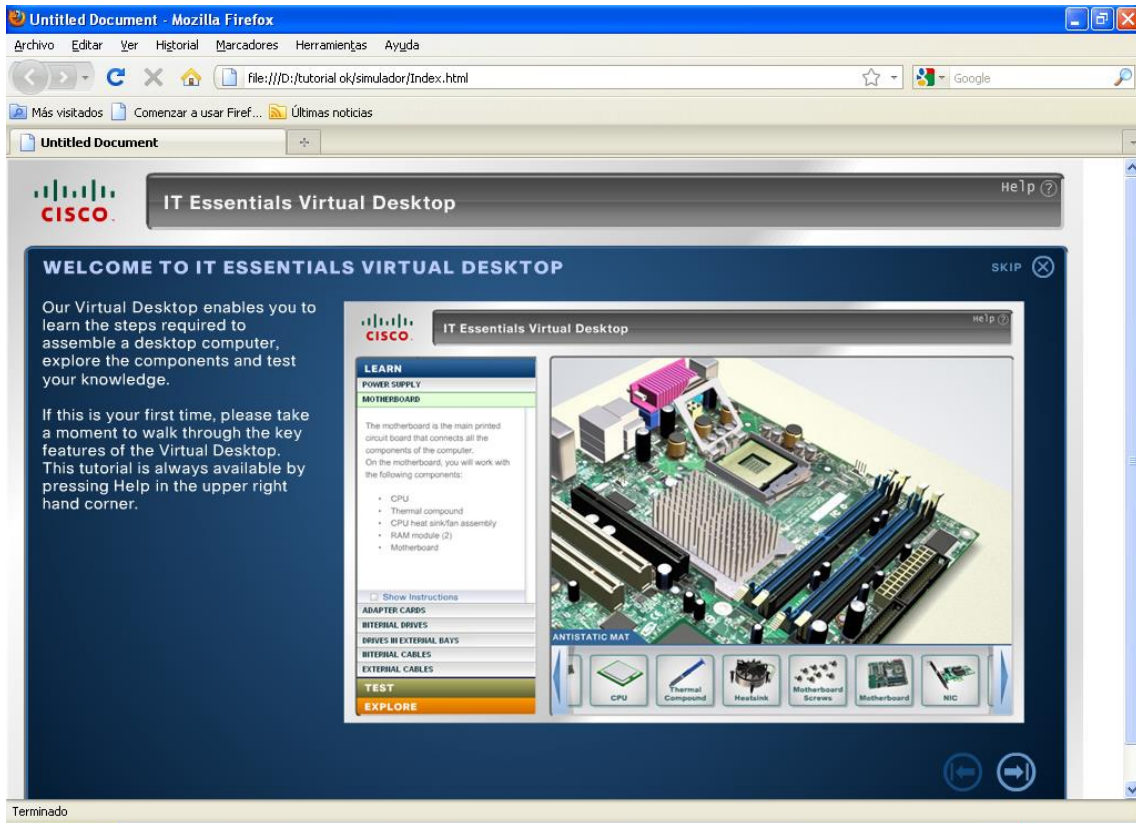 Untitled Document - Mozilla Firefox
Archivo Editar Ver Historial Marcadores Herramientas Ayuda
file:///D:/tutorial ok/simulador/Index.html
Google
Más visitados Comenzar a usar Firef... Últimas noticias
Untitled Document
CISCO.
IT Essentials Virtual Desktop
Help ?
WELCOME TO IT ESSENTIALS VIRTUAL DESKTOP
SKIP
Our Virtual Desktop enables you to
learn the steps required to
assemble a desktop computer,
explore the components and test
your knowledge.
If this is your first time, please take
a moment to walk through the key
features of the Virtual Desktop.
This tutorial is always available by
pressing Help in the upper right
hand corner.
CISCO.
IT Essentials Virtual Desktop
Help ?
LEARN
POWER SUPPLY
MOTHERBOARD
The motherboard is the main printed
circuit board that connects all the
components of the computer.
On the motherboard, you will work with
the following components:
• CPU
• Thermal compound
• CPU heat sink/fan assembly
• RAM module (2)
• Motherboard
Show Instructions
ADAPTER CARDS
INTERNAL DRIVES
DRIVES IN EXTERNAL BAYS
INTERNAL CABLES
EXTERNAL CABLES
TEST
EXPLORE
ANTISTATIC MAT
CPU
Thermal
Compound
Heatsink
Motherboard
Screws
Motherboard
NIC
Terminado